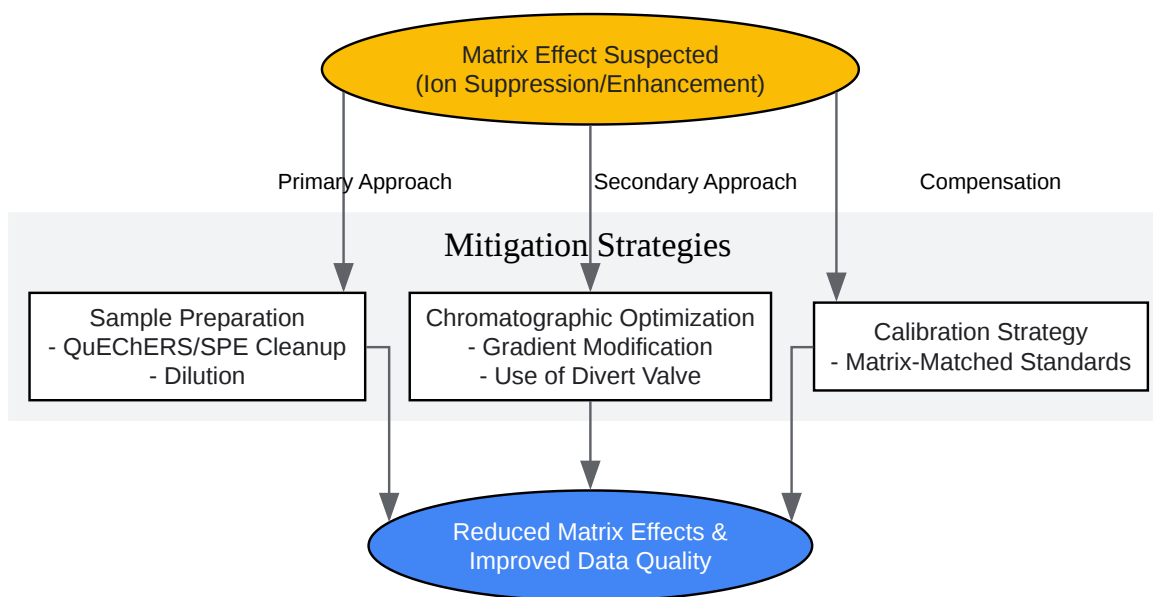 Matrix Effect Suspected
(Ion Suppression/Enhancement)
Primary Approach
Secondary Approach
Compensation
Mitigation Strategies
Sample Preparation
- QuEChERS/SPE Cleanup
- Dilution
Chromatographic Optimization
- Gradient Modification
- Use of Divert Valve
Calibration Strategy
- Matrix-Matched Standards
Reduced Matrix Effects &
Improved Data Quality